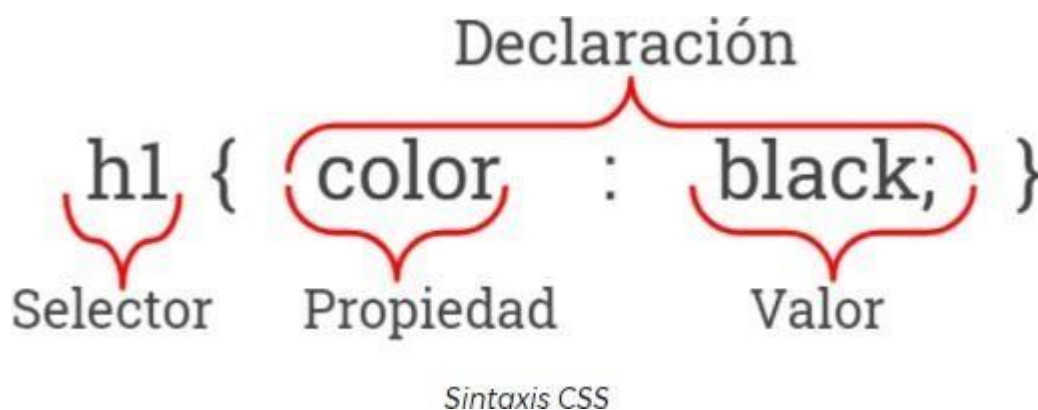 Declaración
h1 { color : black; }
Selector Propiedad Valor
Sintaxis CSS